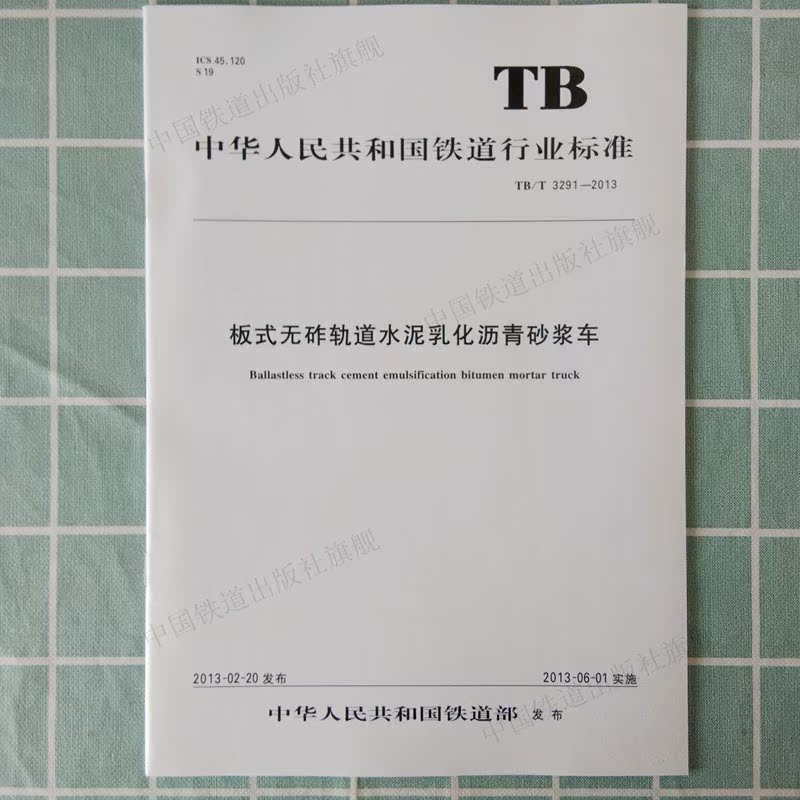 ICS 45.120
S 19
TB
中华人民共和国铁道行业标准
TB/T 3291—2013
板式无砟轨道水泥乳化沥青砂浆车
Ballastless track cement emulsification bitumen mortar truck
2013-02-20 发布
2013-06-01 实施
中华人民共和国铁道部 发布
中国铁道出版社旗舰
中国铁道出版社旗舰
中国铁道出版社旗舰
中国铁道出版社旗舰